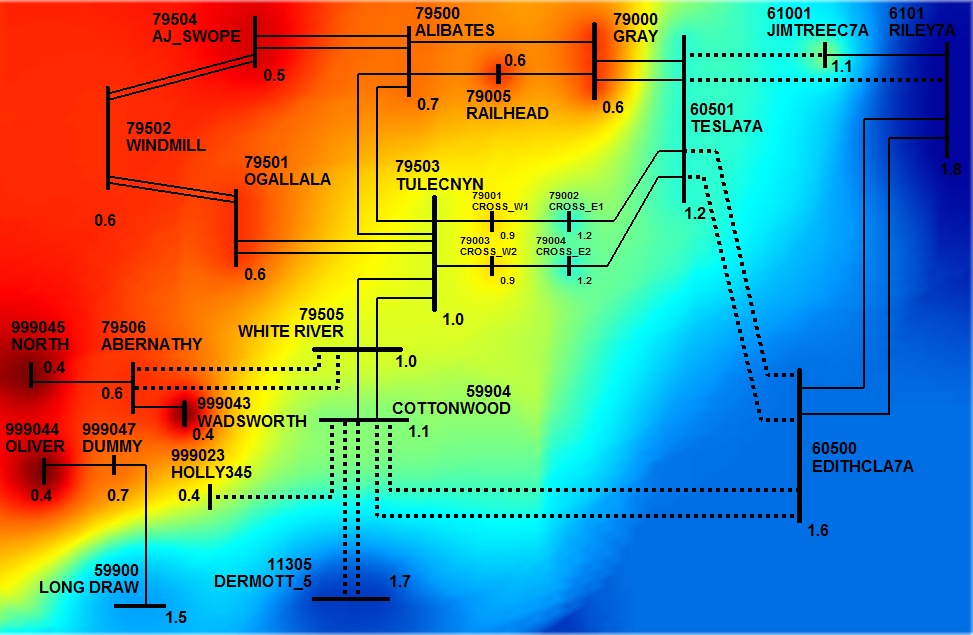 79504
AJ_SWOPE
0.5
79500
ALIBATES
0.7
79000
GRAY
0.6
0.6
79005
RAILHEAD
61001
JIMTREEC7A
1.1
6101
RILEY7A
1.8
60501
TESLA7A
1.2
79502
WINDMILL
0.6
79501
OGALLALA
0.6
79503
TULECNYN
1.0
79001
CROSS_W1
0.9
79002
CROSS_E1
1.2
79003
CROSS_W2
0.9
79004
CROSS_E2
1.2
79505
WHITE RIVER
1.0
999045
NORTH
0.4
79506
ABERNATHY
0.6
999043
WADSWORTH
0.4
59904
COTTONWOOD
1.1
999044
OLIVER
0.4
999047
DUMMY
0.7
999023
HOLLY345
0.4
60500
EDITHCLA7A
1.6
59900
LONG DRAW
1.5
11305
DERMOTT_5
1.7